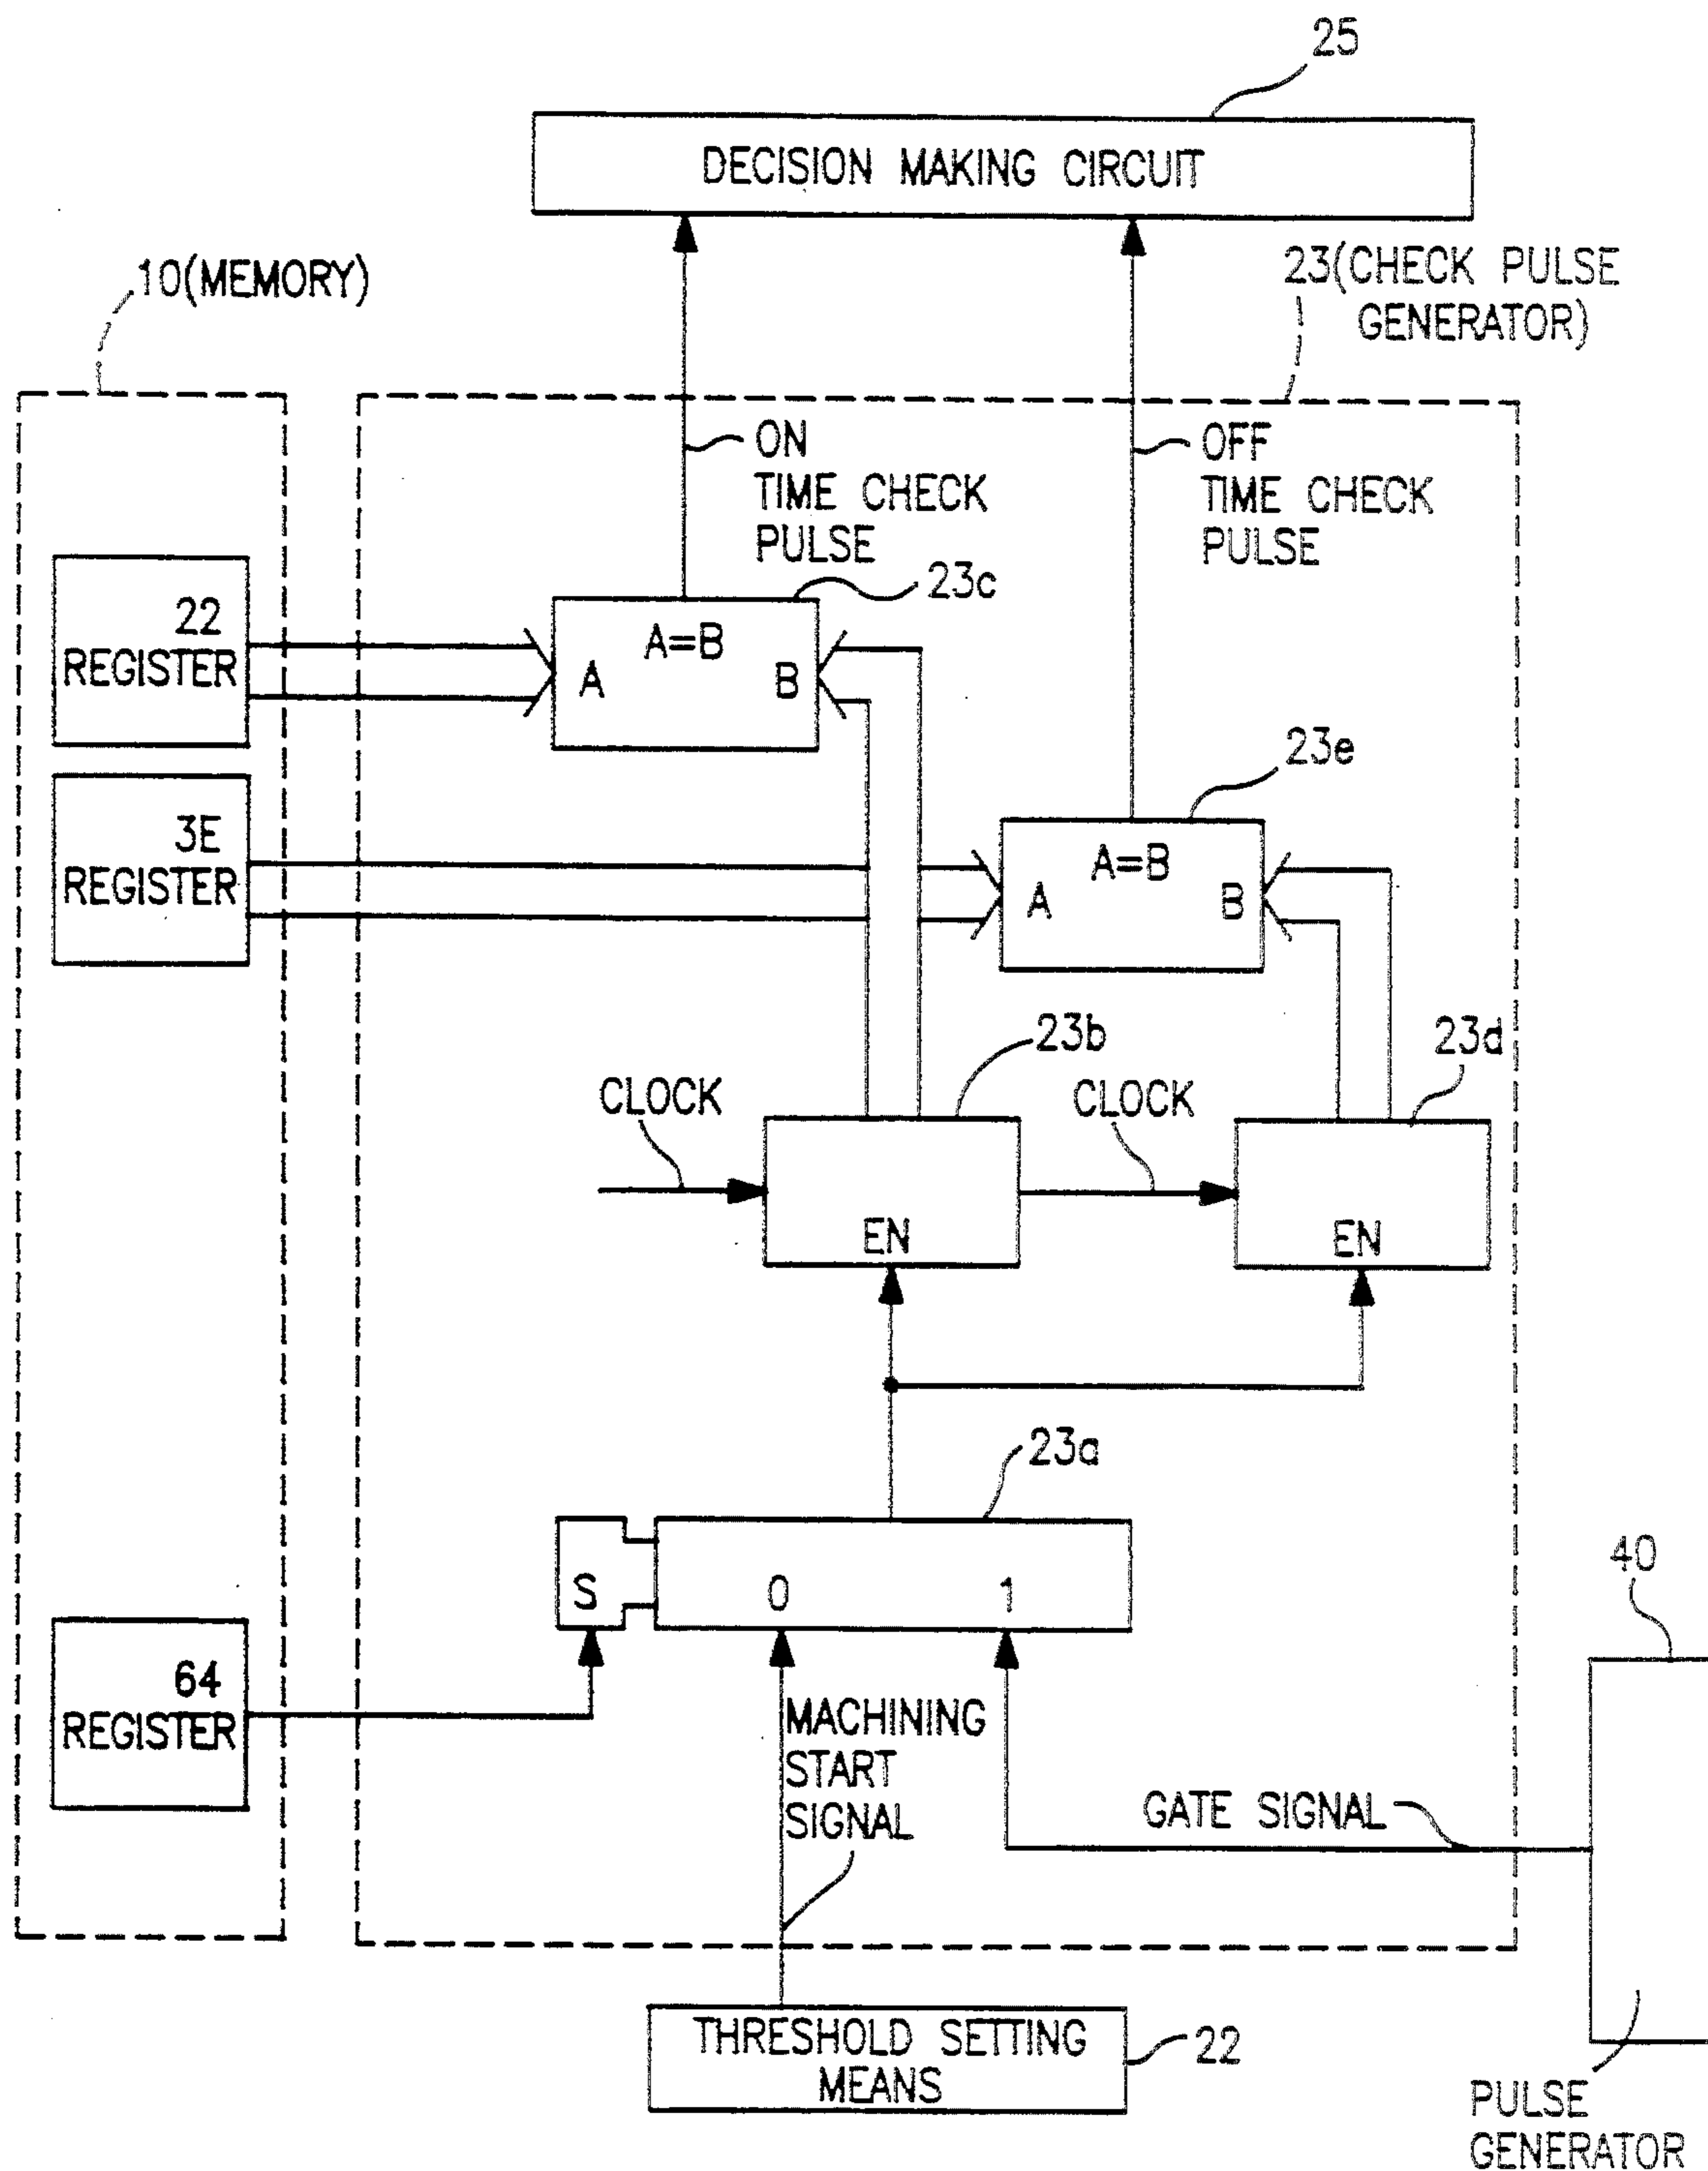 25
DECISION MAKING CIRCUIT
10(MEMORY)
23(CHECK PULSE
GENERATOR)
ON
TIME CHECK
PULSE
OFF
TIME CHECK
PULSE
23c
22
REGISTER
A=B
A B
23e
3E
REGISTER
A=B
A B
23b
23d
CLOCK
CLOCK
EN
EN
23a
S 0 1
40
64
REGISTER
MACHINING
START
SIGNAL
GATE SIGNAL
THRESHOLD SETTING
MEANS
22
PULSE
GENERATOR